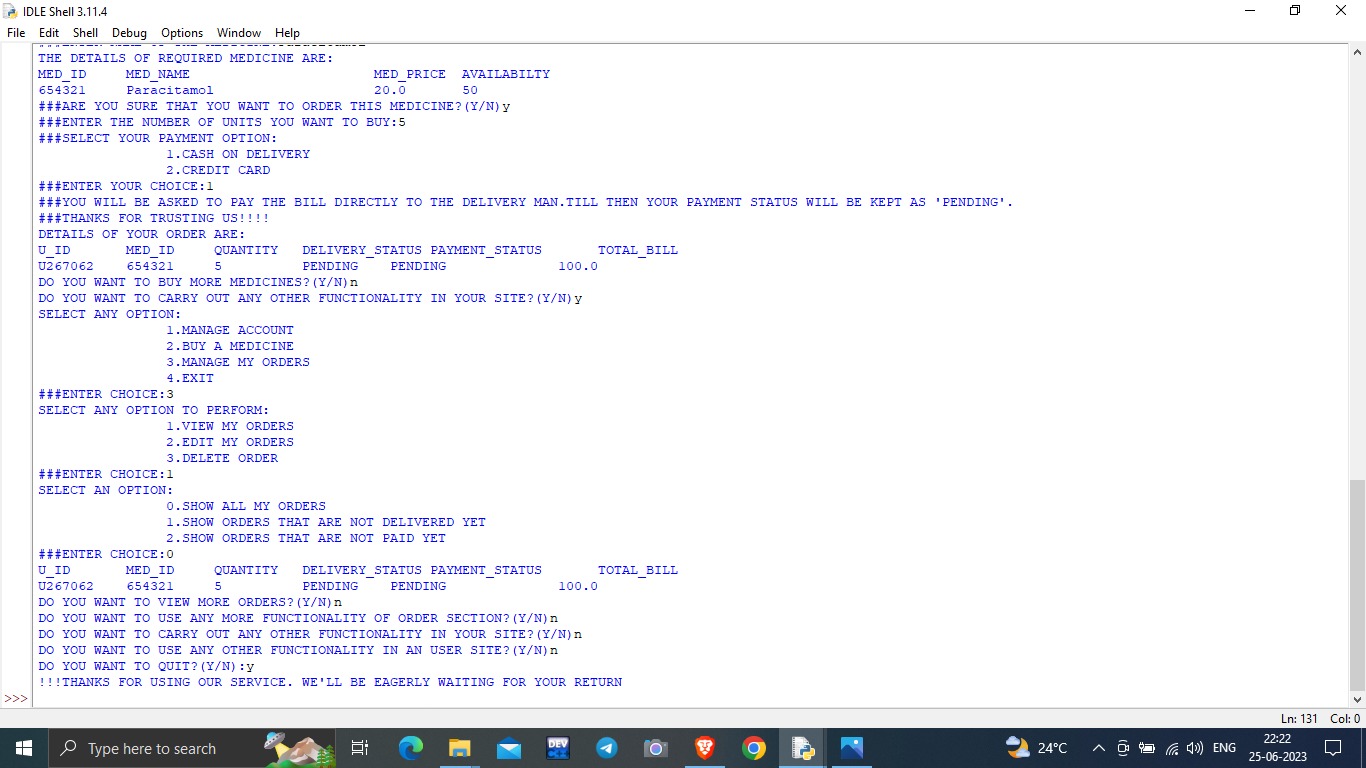 IDLE Shell 3.11.4
File Edit Shell Debug Options Window Help
THE DETAILS OF REQUIRED MEDICINE ARE:
MED_ID MED_NAME MED_PRICE AVAILABILTY
654321 Paracitamol 20.0 50
###ARE YOU SURE THAT YOU WANT TO ORDER THIS MEDICINE?(Y/N)y
###ENTER THE NUMBER OF UNITS YOU WANT TO BUY:5
###SELECT YOUR PAYMENT OPTION:
1.CASH ON DELIVERY
2.CREDIT CARD
###ENTER YOUR CHOICE:1
###YOU WILL BE ASKED TO PAY THE BILL DIRECTLY TO THE DELIVERY MAN.TILL THEN YOUR PAYMENT STATUS WILL BE KEPT AS 'PENDING'.
###THANKS FOR TRUSTING US!!!!
DETAILS OF YOUR ORDER ARE:
U_ID MED_ID QUANTITY DELIVERY_STATUS PAYMENT_STATUS TOTAL_BILL
U267062 654321 5 PENDING PENDING 100.0
DO YOU WANT TO BUY MORE MEDICINES?(Y/N)n
DO YOU WANT TO CARRY OUT ANY OTHER FUNCTIONALITY IN YOUR SITE?(Y/N)y
SELECT ANY OPTION:
1.MANAGE ACCOUNT
2.BUY A MEDICINE
3.MANAGE MY ORDERS
4.EXIT
###ENTER CHOICE:3
SELECT ANY OPTION TO PERFORM:
1.VIEW MY ORDERS
2.EDIT MY ORDERS
3.DELETE ORDER
###ENTER CHOICE:1
SELECT AN OPTION:
0.SHOW ALL MY ORDERS
1.SHOW ORDERS THAT ARE NOT DELIVERED YET
2.SHOW ORDERS THAT ARE NOT PAID YET
###ENTER CHOICE:0
U_ID MED_ID QUANTITY DELIVERY_STATUS PAYMENT_STATUS TOTAL_BILL
U267062 654321 5 PENDING PENDING 100.0
DO YOU WANT TO VIEW MORE ORDERS?(Y/N)n
DO YOU WANT TO USE ANY MORE FUNCTIONALITY OF ORDER SECTION?(Y/N)n
DO YOU WANT TO CARRY OUT ANY OTHER FUNCTIONALITY IN YOUR SITE?(Y/N)n
DO YOU WANT TO USE ANY OTHER FUNCTIONALITY IN AN USER SITE?(Y/N)n
DO YOU WANT TO QUIT?(Y/N):y
!!!THANKS FOR USING OUR SERVICE. WE'LL BE EAGERLY WAITING FOR YOUR RETURN
>>>
Ln: 131 Col: 0
Type here to search DEV 24°C ENG 22:22
25-06-2023